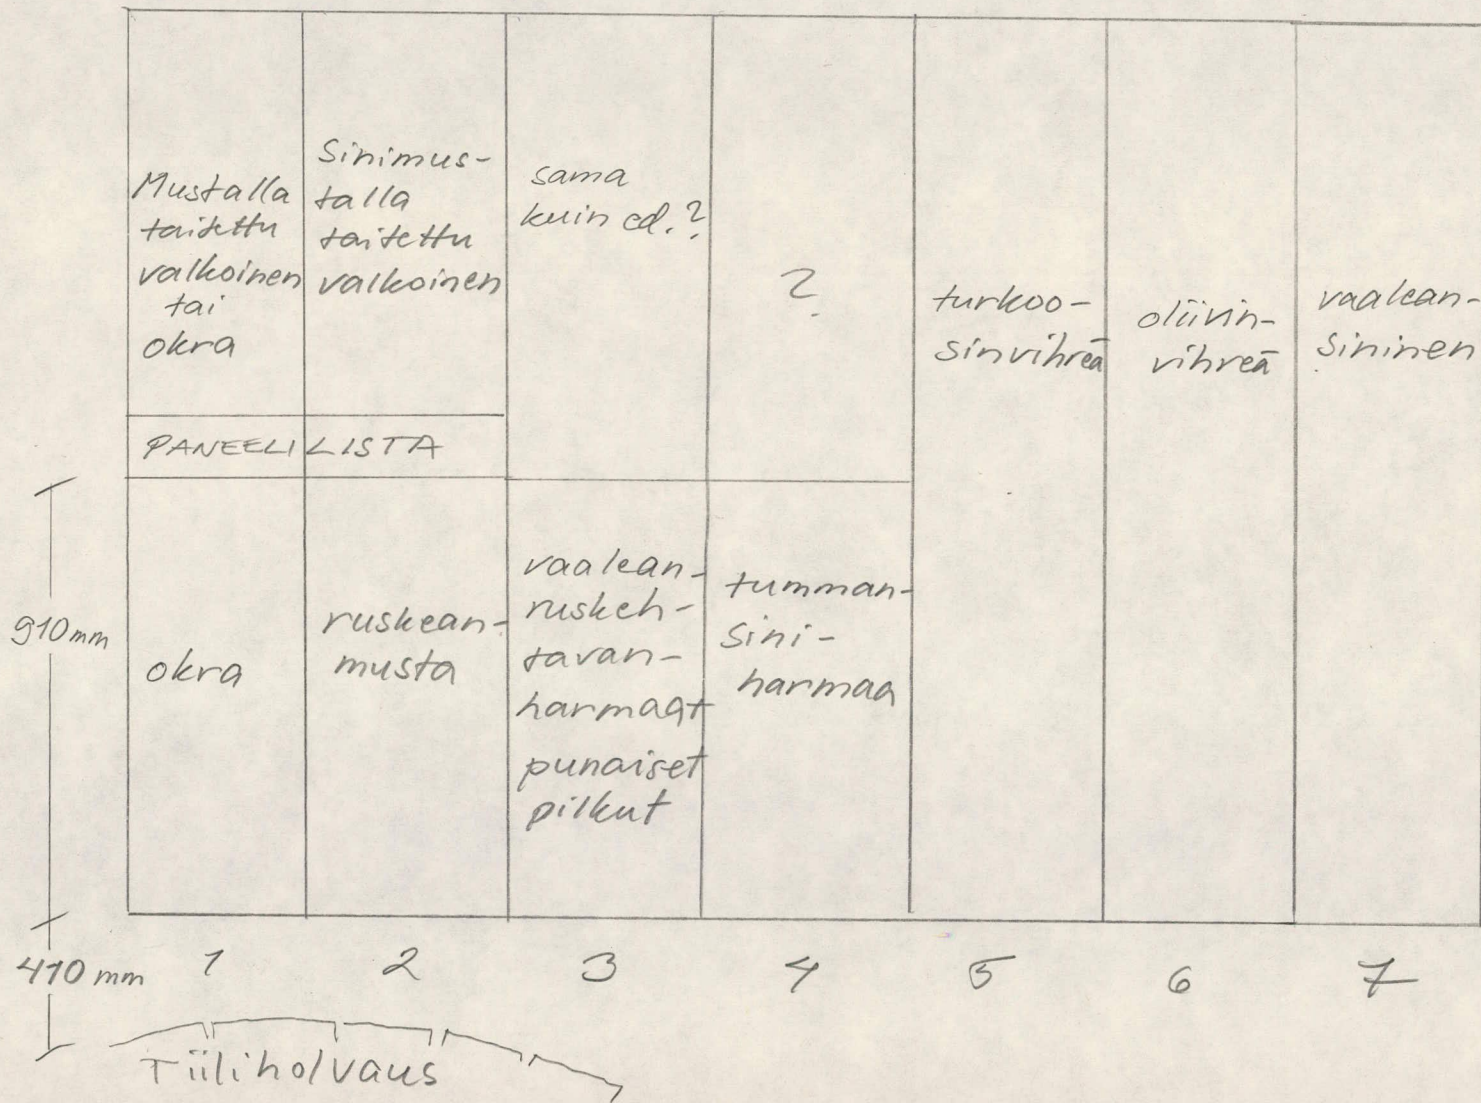 Mustalla
taitettu
valkoinen
tai
okra
Sinimus-
talla
taitettu
valkoinen
sama
kuin ed.?
?
turkoo-
sinvihreä
oliivin-
vihreä
vaalean-
sininen
PANEELILISTA
910mm
okra
ruskean-
musta
vaalean-
ruskeh-
tavan-
harmaat
punaiset
pilkut
tumman-
sini-
harmaa
410 mm
1 2 3 4 5 6 7
Tiiliholvaus